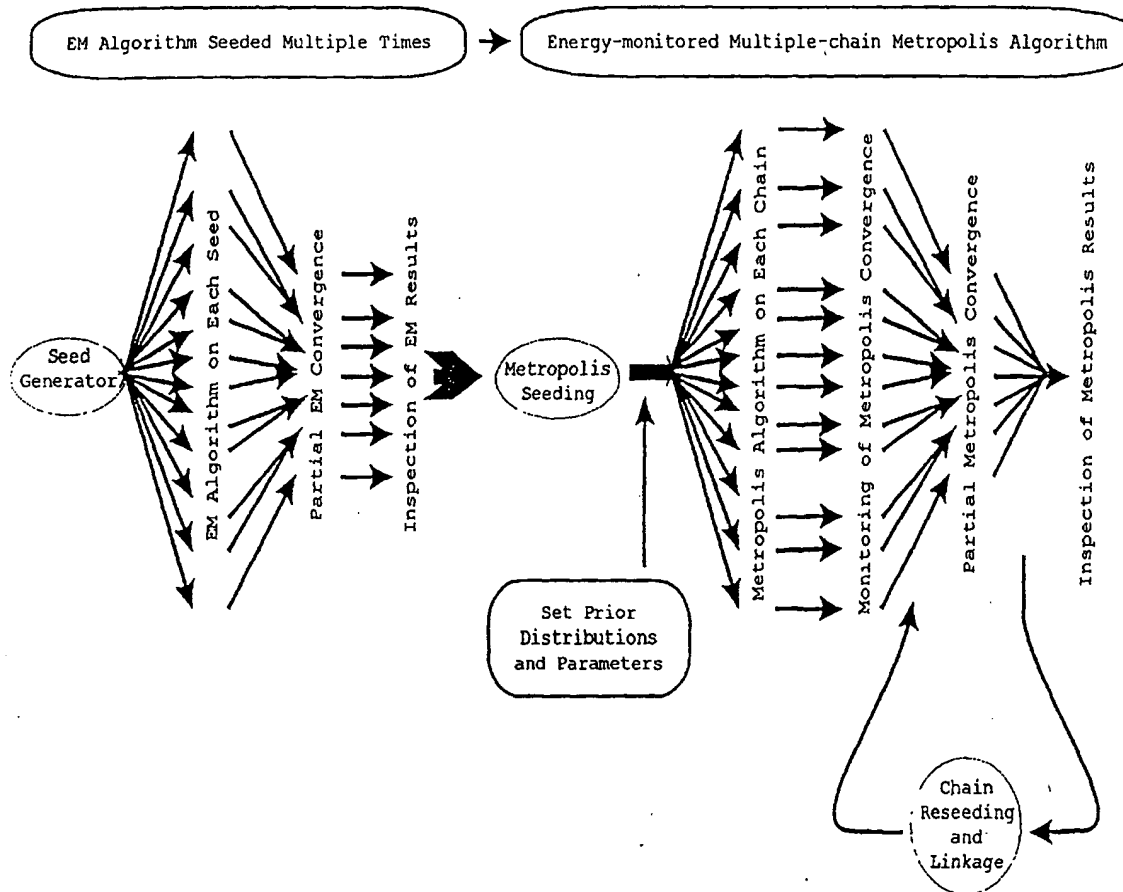 EM Algorithm Seeded Multiple Times
Energy-monitored Multiple-chain Metropolis Algorithm
Seed
Generator
EM Algorithm on Each Seed
Partial EM Convergence
Inspection of EM Results
Metropolis
Seeding
Set Prior
Distributions
and Parameters
Metropolis Algorithm on Each Chain
Monitoring of Metropolis Convergence
Partial Metropolis Convergence
Inspection of Metropolis Results
Chain
Reseeding
and
Linkage